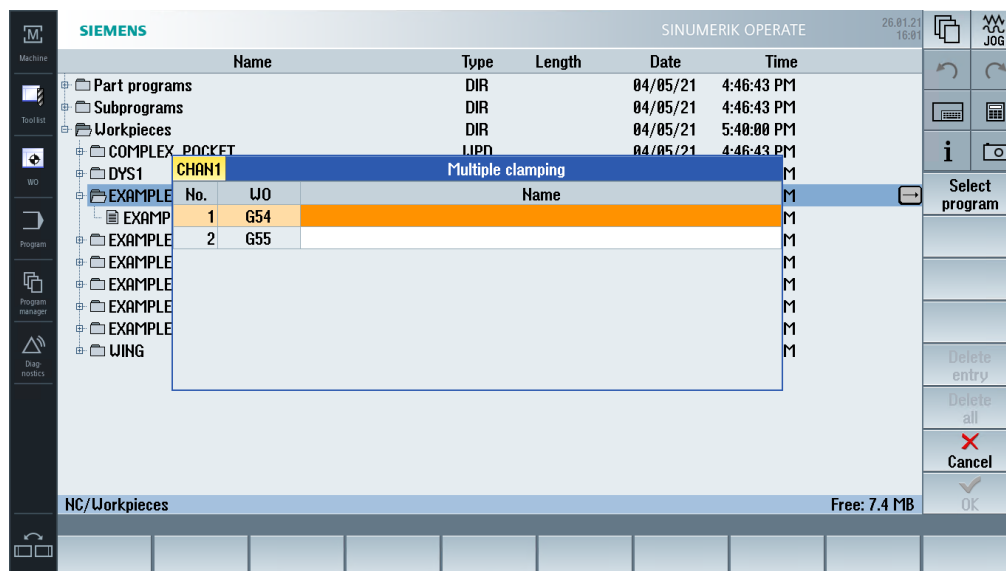 SIEMENS SINUMERIK OPERATE 26.01.21 16:01
JOG
Machine
Name Type Length Date Time
Part programs DIR 04/05/21 4:46:43 PM
Subprograms DIR 04/05/21 4:46:43 PM
Workpieces DIR 04/05/21 5:40:00 PM
COMPLEX_POCKET WPD 04/05/21 4:46:43 PM
DYS1 M
EXAMPLE M
EXAMP M
EXAMPLE M
EXAMPLE M
EXAMPLE M
EXAMPLE M
EXAMPLE M
WING M
CHAN1 Multiple clamping
No. WO Name
1 G54
2 G55
Tool list
WO
Program
Program manager
Diag-
nostics
Select
program
Delete
entry
Delete
all
Cancel
OK
NC/Workpieces Free: 7.4 MB